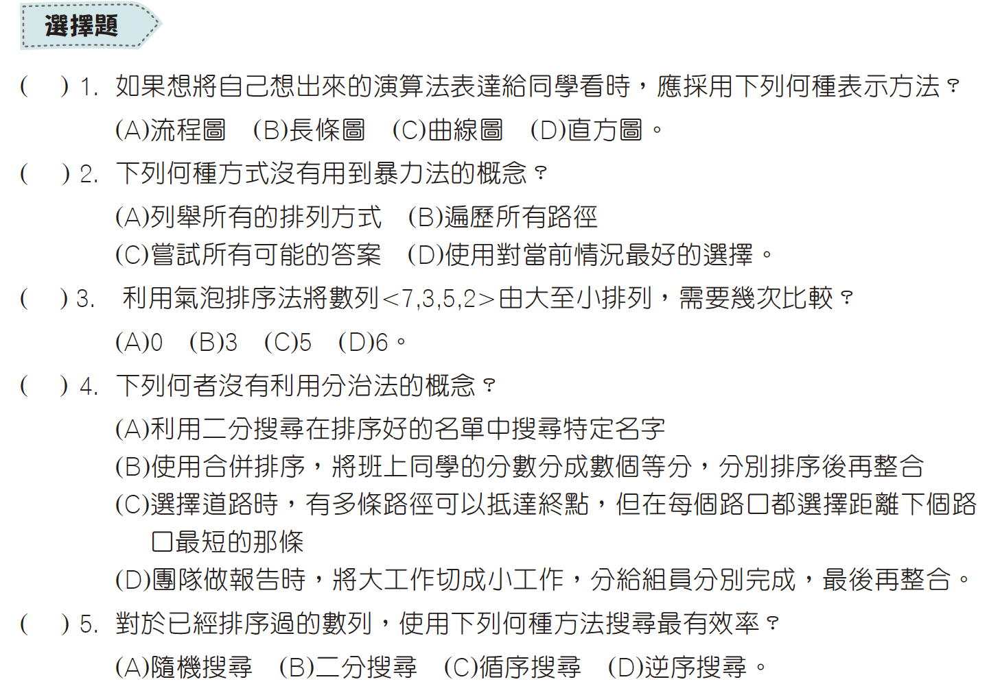 選擇題
(　) 1. 如果想將自己想出來的演算法表達給同學看時，應採用下列何種表示方法？
(A)流程圖　(B)長條圖　(C)曲線圖　(D)直方圖。
(　) 2. 下列何種方式沒有用到暴力法的概念？
(A)列舉所有的排列方式　(B)遍歷所有路徑
(C)嘗試所有可能的答案　(D)使用對當前情況最好的選擇。
(　) 3. 利用氣泡排序法將數列<7,3,5,2>由大至小排列，需要幾次比較？
(A)0　(B)3　(C)5　(D)6。
(　) 4. 下列何者沒有利用分治法的概念？
(A)利用二分搜尋在排序好的名單中搜尋特定名字
(B)使用合併排序，將班上同學的分數分成數個等分，分別排序後再整合
(C)選擇道路時，有多條路徑可以抵達終點，但在每個路口都選擇距離下個路
口最短的那條
(D)團隊做報告時，將大工作切成小工作，分給組員分別完成，最後再整合。
(　) 5. 對於已經排序過的數列，使用下列何種方法搜尋最有效率？
(A)隨機搜尋　(B)二分搜尋　(C)循序搜尋　(D)逆序搜尋。